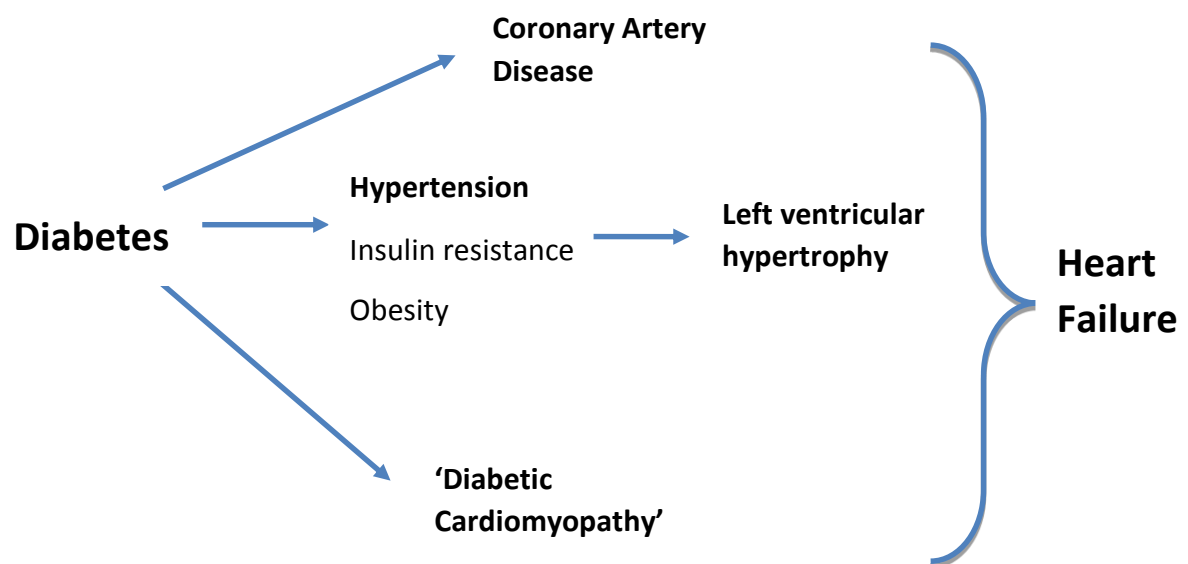 Coronary Artery
Disease
Hypertension
Insulin resistance
Obesity
Diabetes
Left ventricular
hypertrophy
Heart
Failure
‘Diabetic
Cardiomyopathy’